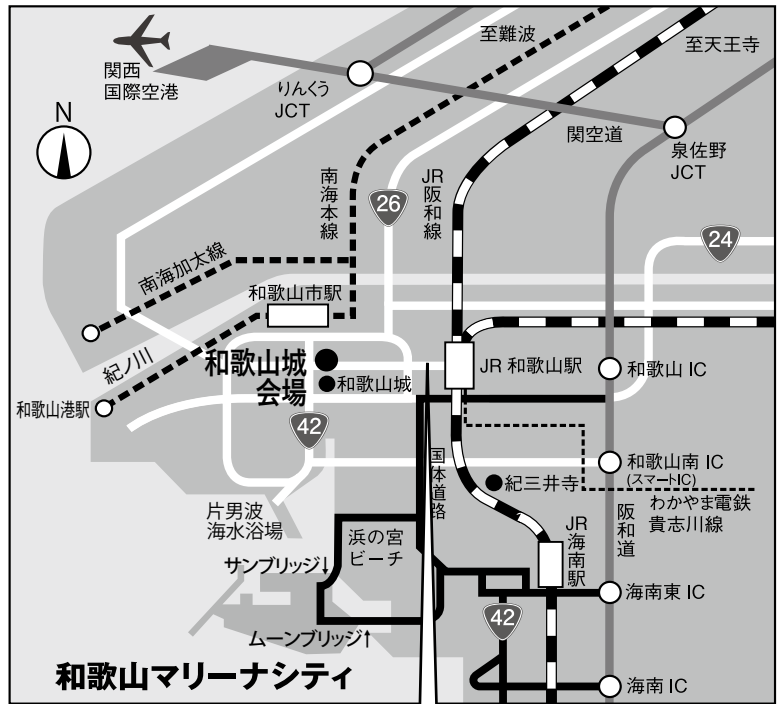 至難波
至天王寺
関西
国際空港
りんくう
JCT
関空道
泉佐野
JCT
N
南海本線
JR阪和線
26
24
南海加太線
和歌山市駅
紀ノ川
和歌山城
会場
和歌山城
JR 和歌山駅
和歌山 IC
和歌山港駅
42
国体道路
和歌山南 IC
(スマートIC)
紀三井寺
わかやま電鉄
貴志川線
阪和道
片男波
海水浴場
浜の宮
ビーチ
JR海南駅
サンブリッジ↓
海南東 IC
42
ムーンブリッジ↑
和歌山マリーナシティ
海南 IC